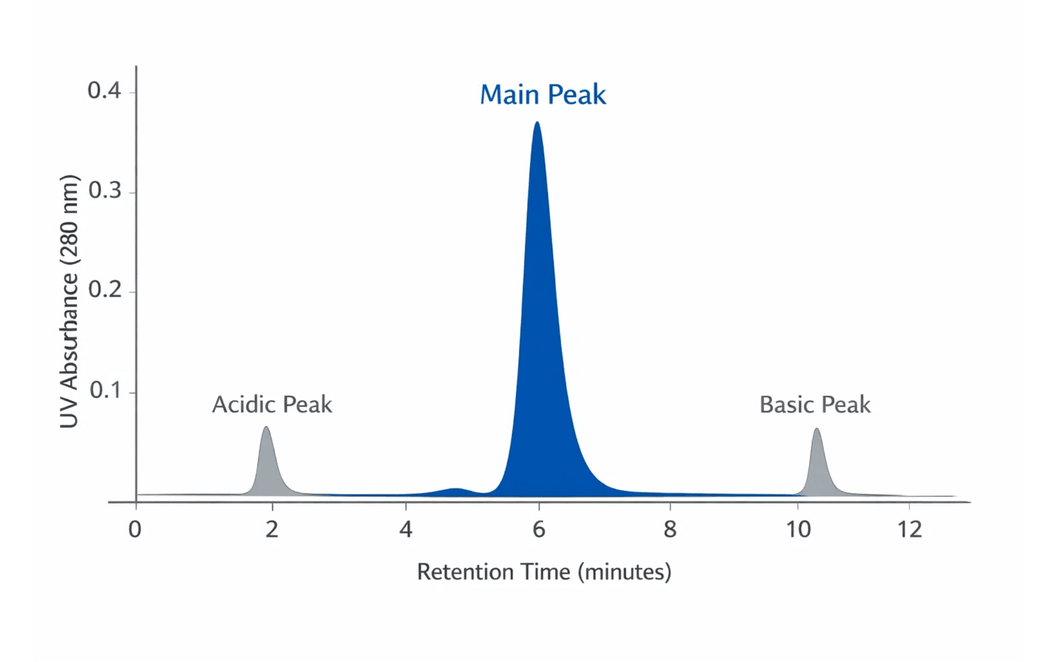 0.4
Main Peak
0.3
0.2
0.1
UV Absurhance (280 nm)
Acidic Peak
Basic Peak
0 2 4 6 8 10 12
Retention Time (minutes)